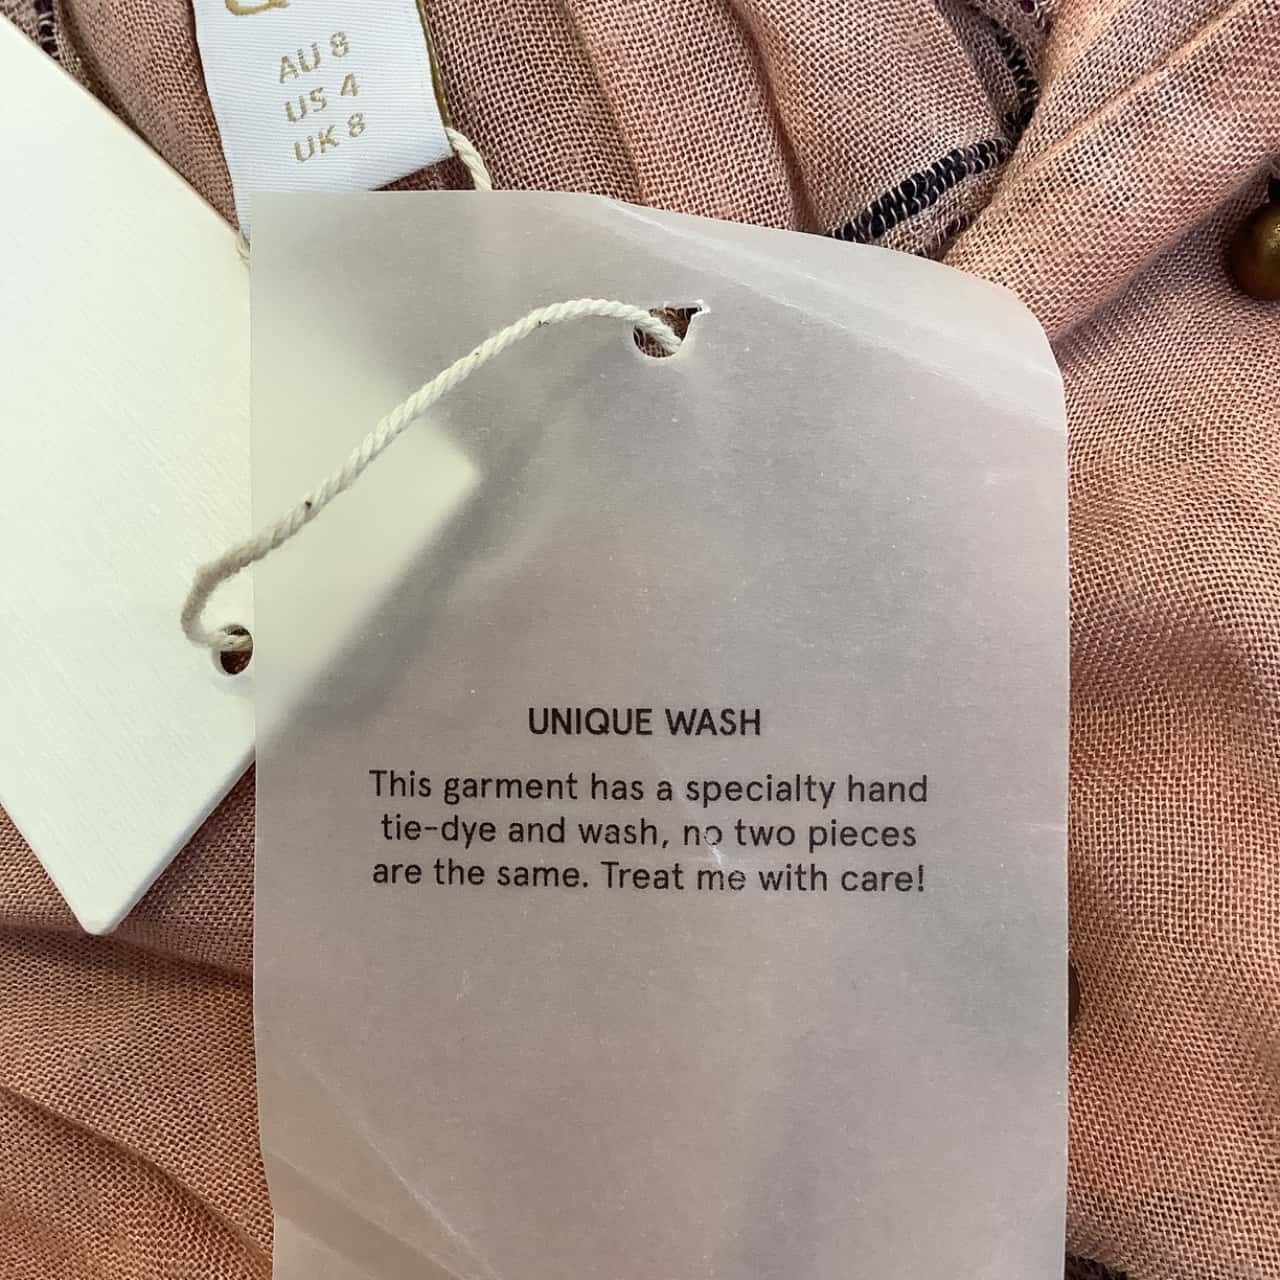 AU 8
US 4
UK 8
UNIQUE WASH
This garment has a specialty hand
tie-dye and wash, no two pieces
are the same. Treat me with care!